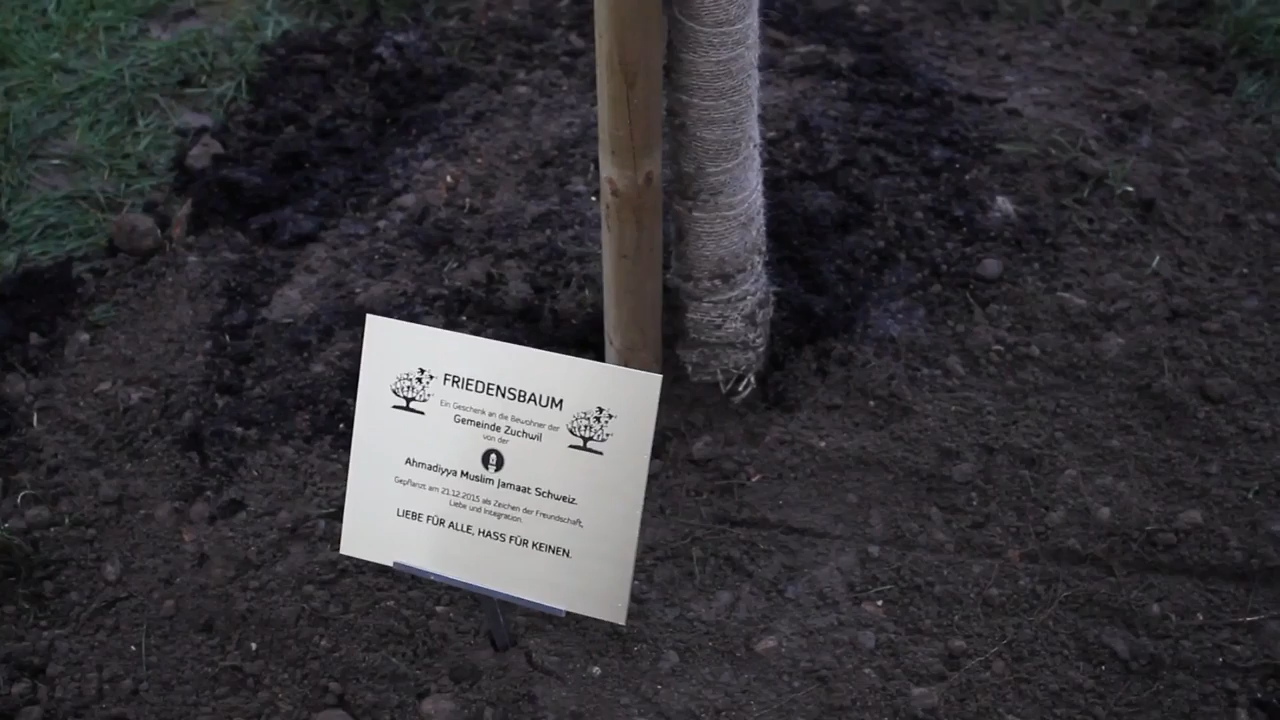 FRIEDENSBAUM
Ein Geschenk an die Bewohner der
Gemeinde Zuchwil
von der
Ahmadiyya Muslim Jamaat Schweiz.
Gepflanzt am 21.12.2015 als Zeichen der Freundschaft,
Liebe und Integration.
LIEBE FÜR ALLE, HASS FÜR KEINEN.